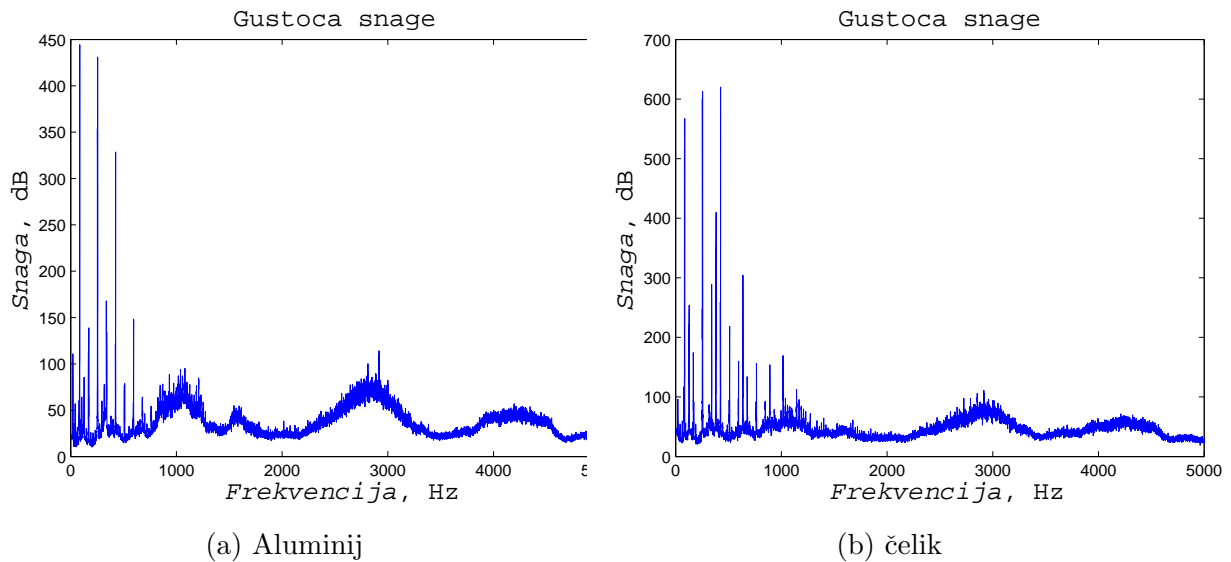 Gustoca snage
450
400
350
300
250
200
150
100
50
0
Snaga, dB
0 1000 2000 3000 4000 5
Frekvencija, Hz
(a) Aluminij
Gustoca snage
700
600
500
400
300
200
100
0
Snaga, dB
0 1000 2000 3000 4000 5000
Frekvencija, Hz
(b) čelik